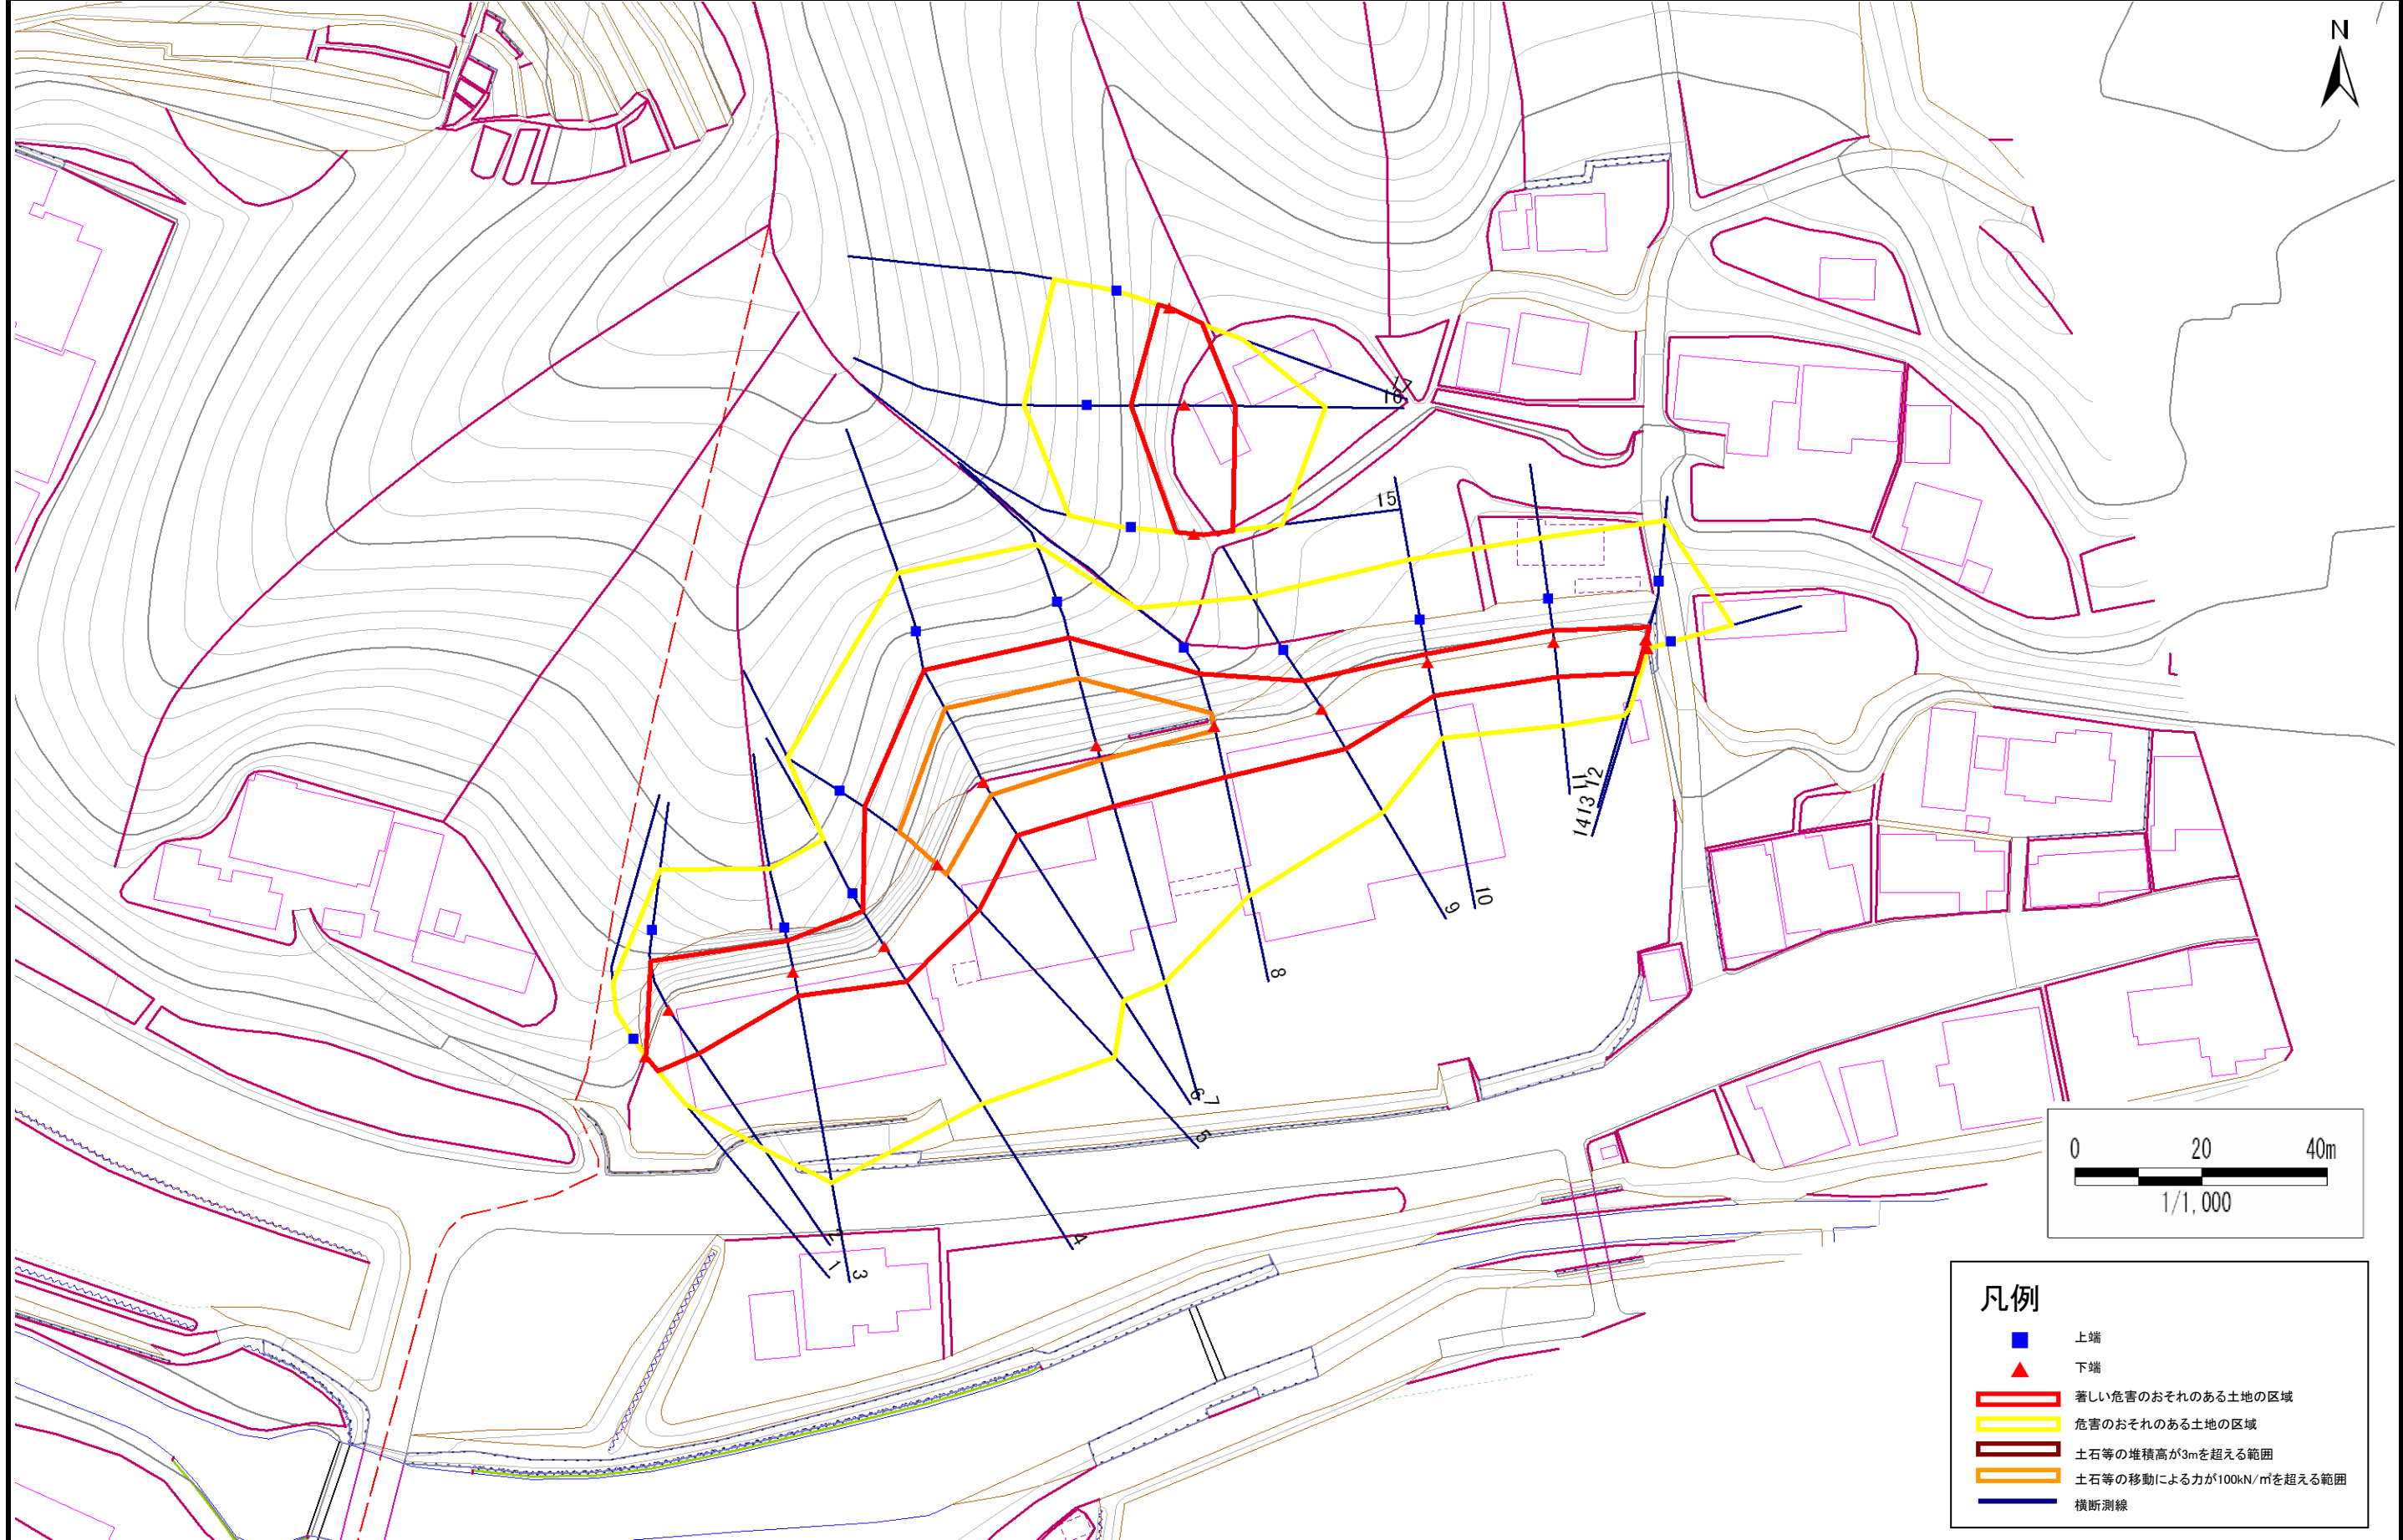 N
17
16
15
11
12
13
14
10
9
8
7
6
5
4
2
1
3
0 20 40m
1/1,000
凡例
上端
下端
著しい危害のおそれのある土地の区域
危害のおそれのある土地の区域
土石等の堆積高が3mを超える範囲
土石等の移動による力が100kN/㎡を超える範囲
横断測線